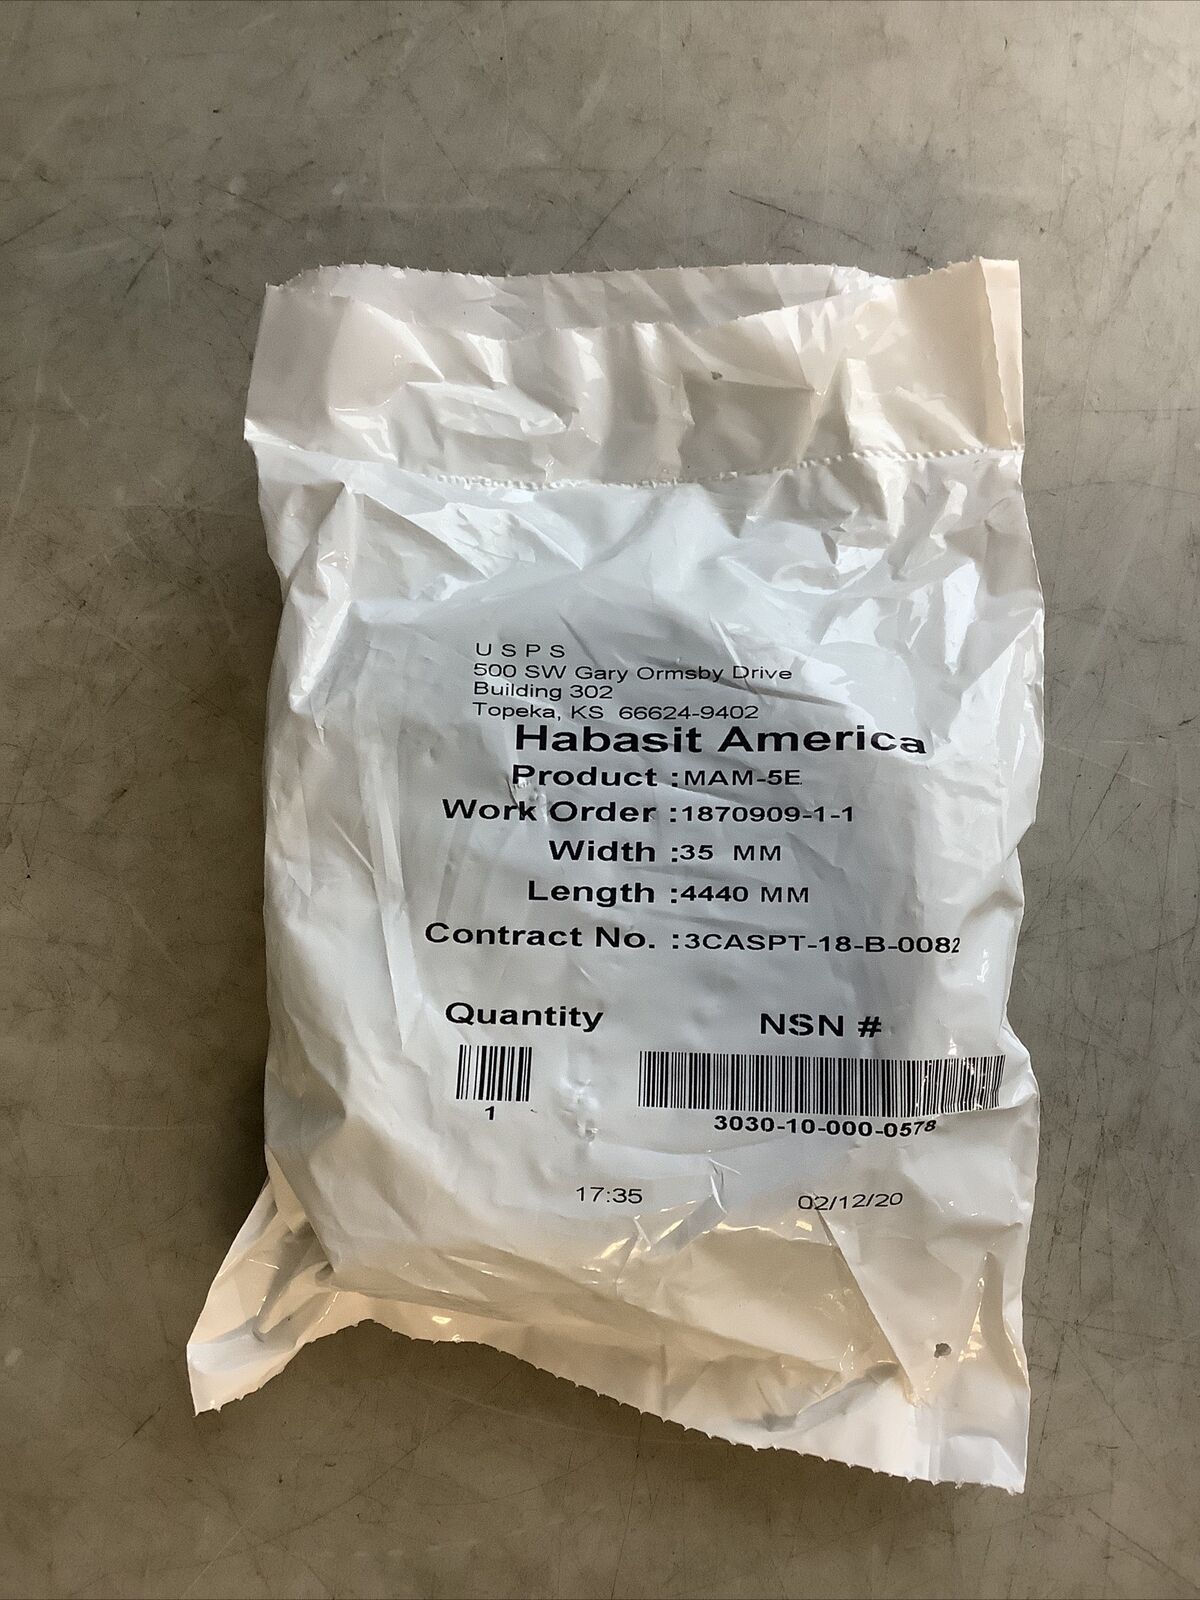 U S P S
500 SW Gary Ormsby Drive
Building 302
Topeka, KS 66624-9402
Habasit America
Product :MAM-5E
Work Order :1870909-1-1
Width :35 MM
Length :4440 MM
Contract No. :3CASPT-18-B-0082
Quantity NSN #
1 3030-10-000-0578
17:35 02/12/20